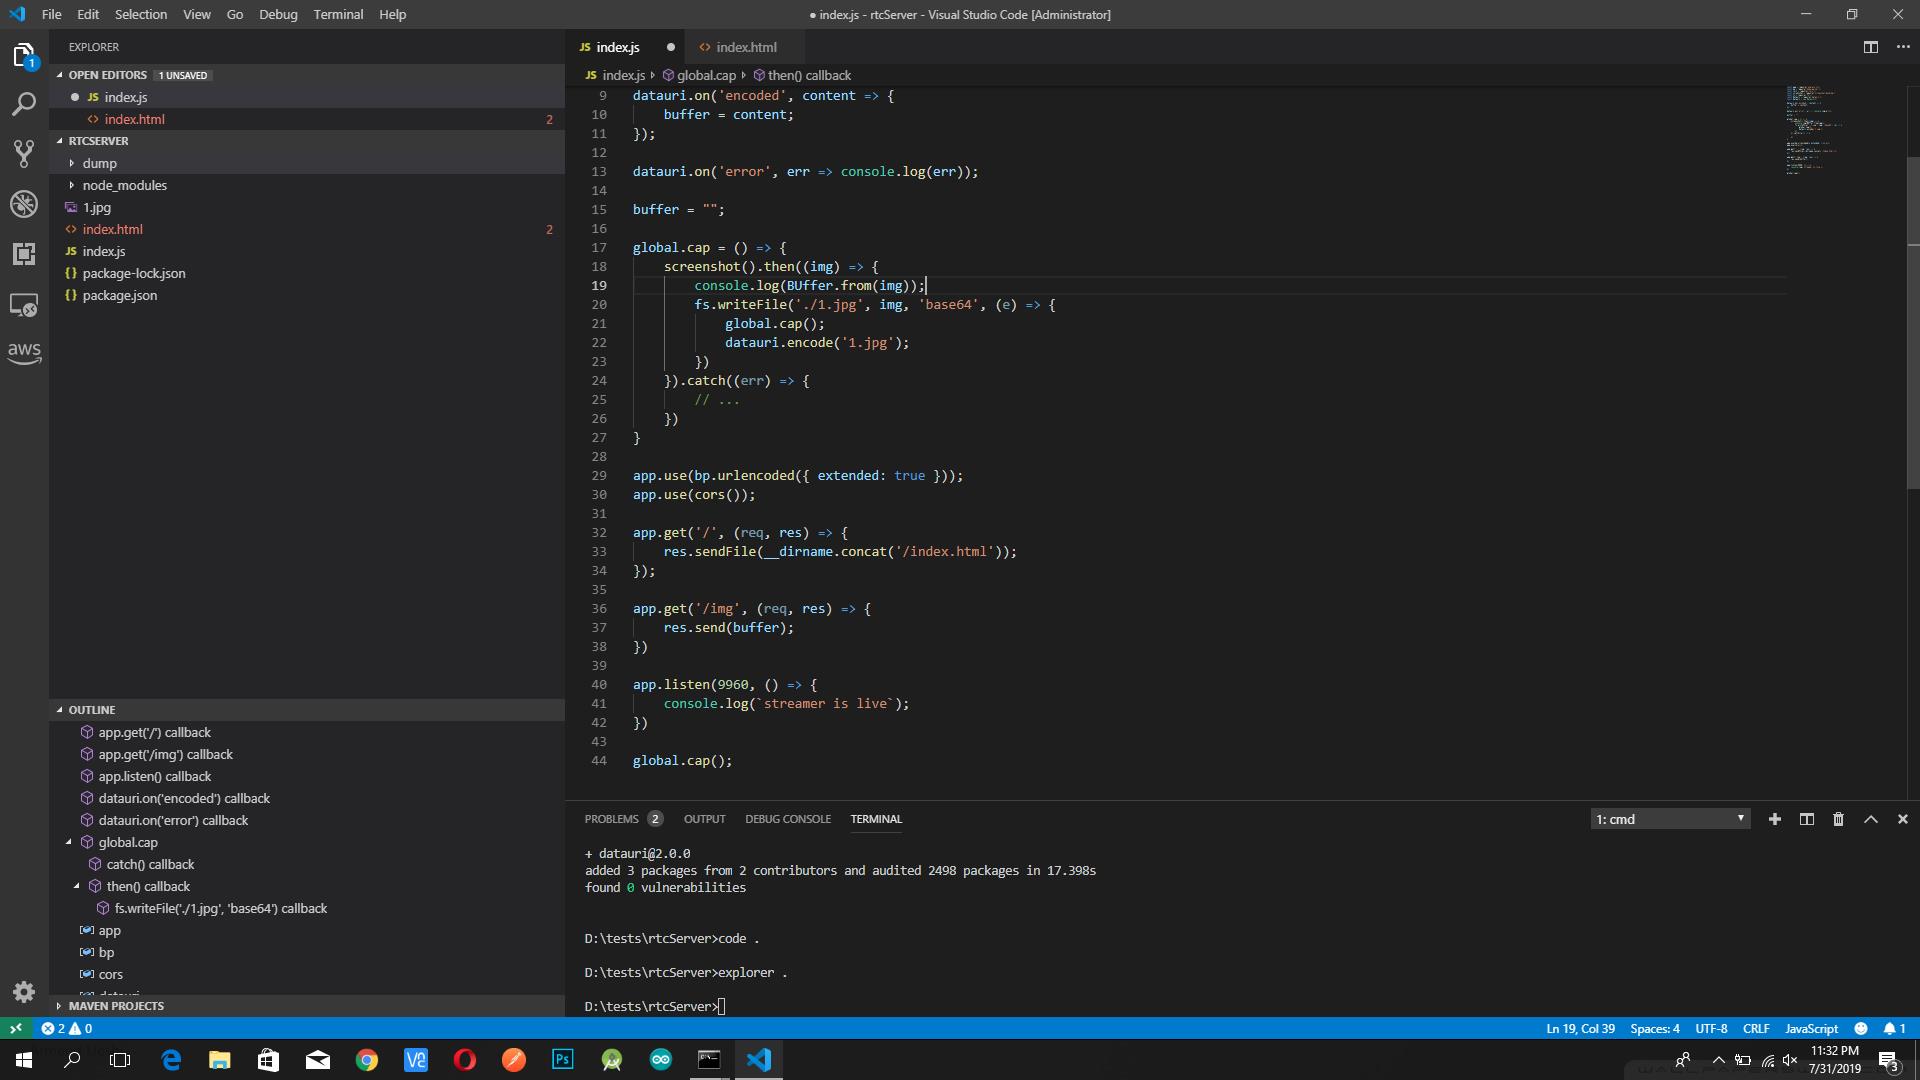 File Edit Selection View Go Debug Terminal Help
● index.js - rtcServer - Visual Studio Code [Administrator]
EXPLORER
OPEN EDITORS 1 UNSAVED
JS index.js
<> index.html 2
RTCSERVER
dump
node_modules
1.jpg
<> index.html 2
JS index.js
{} package-lock.json
{} package.json
aws
1
OUTLINE
app.get('/') callback
app.get('/img') callback
app.listen() callback
datauri.on('encoded') callback
datauri.on('error') callback
global.cap
catch() callback
then() callback
fs.writeFile('./1.jpg', 'base64') callback
app
bp
cors
datauri
MAVEN PROJECTS
JS index.js ● <> index.html
JS index.js global.cap then() callback
9 datauri.on('encoded', content => {
10 buffer = content;
11 });
12
13 datauri.on('error', err => console.log(err));
14
15 buffer = "";
16
17 global.cap = () => {
18 screenshot().then((img) => {
19 console.log(BUffer.from(img));
20 fs.writeFile('./1.jpg', img, 'base64', (e) => {
21 global.cap();
22 datauri.encode('1.jpg');
23 })
24 }).catch((err) => {
25 // ...
26 })
27 }
28
29 app.use(bp.urlencoded({ extended: true }));
30 app.use(cors());
31
32 app.get('/', (req, res) => {
33 res.sendFile(__dirname.concat('/index.html'));
34 });
35
36 app.get('/img', (req, res) => {
37 res.send(buffer);
38 })
39
40 app.listen(9960, () => {
41 console.log(`streamer is live`);
42 })
43
44 global.cap();
PROBLEMS 2 OUTPUT DEBUG CONSOLE TERMINAL
1: cmd
+ datauri@2.0.0
added 3 packages from 2 contributors and audited 2498 packages in 17.398s
found 0 vulnerabilities
D:\tests\rtcServer>code .
D:\tests\rtcServer>explorer .
D:\tests\rtcServer>
2 0
Ln 19, Col 39 Spaces: 4 UTF-8 CRLF JavaScript 1
V2 Ps
11:32 PM
7/31/2019
3